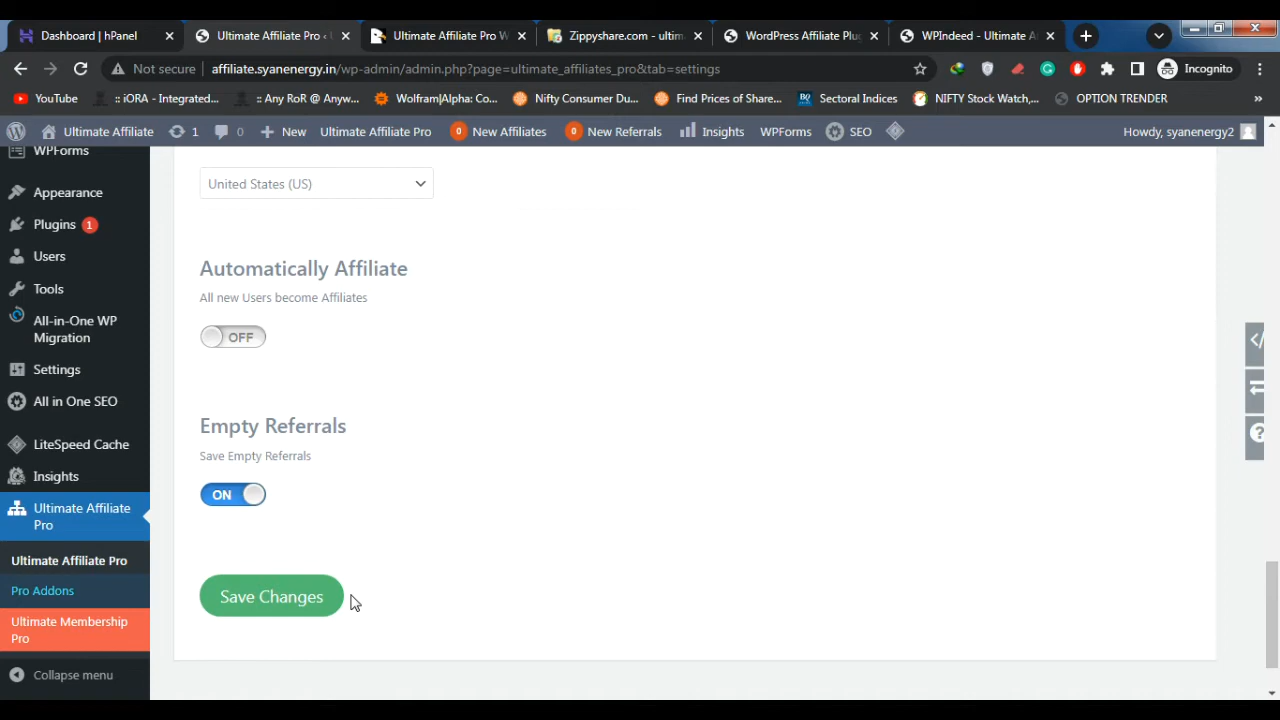 Dashboard | hPanel
Ultimate Affiliate Pro ‹
Ultimate Affiliate Pro W
Zippyshare.com - ultim
WordPress Affiliate Plug
WPIndeed - Ultimate A
Not secure
affiliate.syanenergy.in/wp-admin/admin.php?page=ultimate_affiliates_pro&tab=settings
Incognito
YouTube
:: iORA - Integrated...
:: Any RoR @ Anyw...
Wolfram|Alpha: Co...
Nifty Consumer Du...
Find Prices of Share...
BQ
Sectoral Indices
NIFTY Stock Watch,...
OPTION TRENDER
»
Ultimate Affiliate
1
0
New
Ultimate Affiliate Pro
0 New Affiliates
0 New Referrals
Insights
WPForms
SEO
Howdy, syanenergy2
WPForms
Appearance
Plugins 1
Users
Tools
All-in-One WP
Migration
Settings
All in One SEO
LiteSpeed Cache
Insights
Ultimate Affiliate
Pro
Ultimate Affiliate Pro
Pro Addons
Ultimate Membership
Pro
Collapse menu
United States (US)
Automatically Affiliate
All new Users become Affiliates
OFF
Empty Referrals
Save Empty Referrals
ON
Save Changes